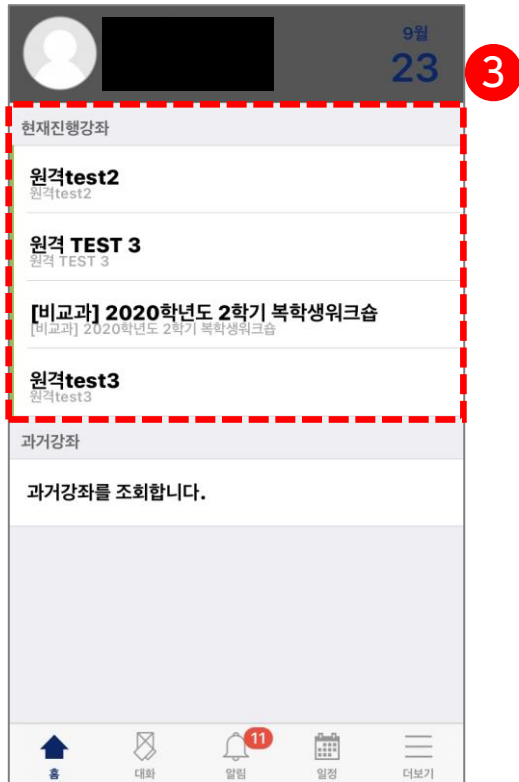 9월
23
3
현재진행강좌
원격test2
원격test2
원격 TEST 3
원격 TEST 3
[비교과] 2020학년도 2학기 복학생워크숍
[비교과] 2020학년도 2학기 복학생워크숍
원격test3
원격test3
과거강좌
과거강좌를 조회합니다.
11
홈 대화 알림 일정 더보기